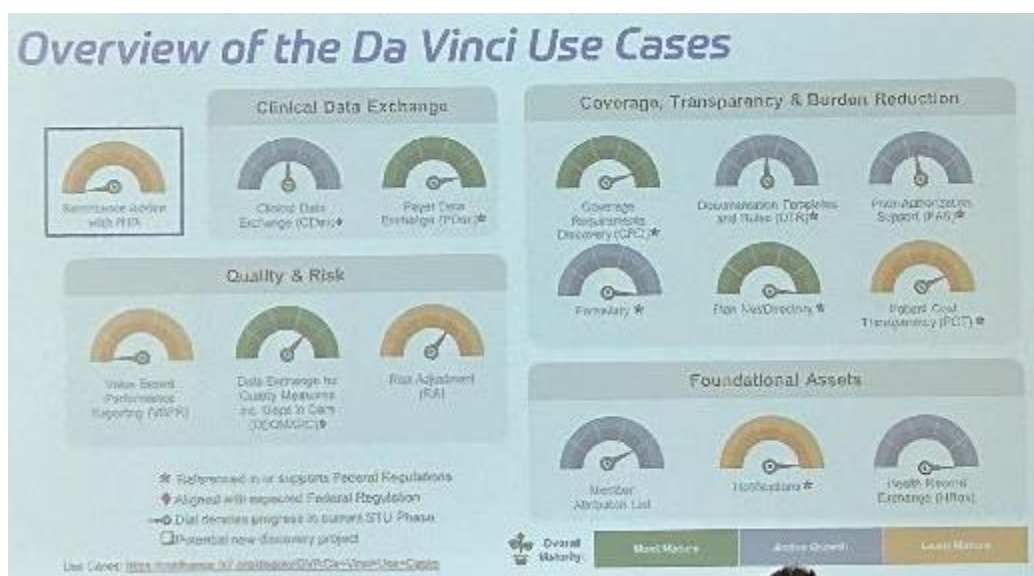 Overview of the Da Vinci Use Cases
Clinical Data Exchange
Coverage, Transparency & Burden Reduction
Remittance Advice
with
Clinical Data
Exchange (CDex)
Payer Data
Exchange (PDex)*
Coverage
Requirements
Discovery (CRD)*
Documentation Templates
and Rules (DTR)*
Prior-Authorization
Support (PAS)*
Formulary *
Plan Net/Directory *
Patient Cost
Transparency (PCT) *
Quality & Risk
Value Based
Performance
Reporting (VBPR)
Data Exchange for
Quality Measures
inc. Gaps in Care
(DEQM/GIC)
Risk Adjustment
(RA)
Foundational Assets
Member
Attribution List
Notifications *
Health Record
Exchange (HRex)
* Referenced in or supports Federal Regulations
Aligned with expected Federal Regulation
Dial denotes progress in current STU Phase
Potential new discovery project
Overall
Maturity:
Most Mature
Active Growth
Least Mature
Use Cases: